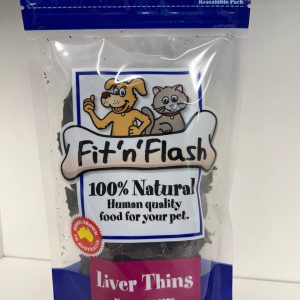 Resealable Pack
Fit'n'Flash
100% Natural
Human quality
food for your pet.
Liver Thins